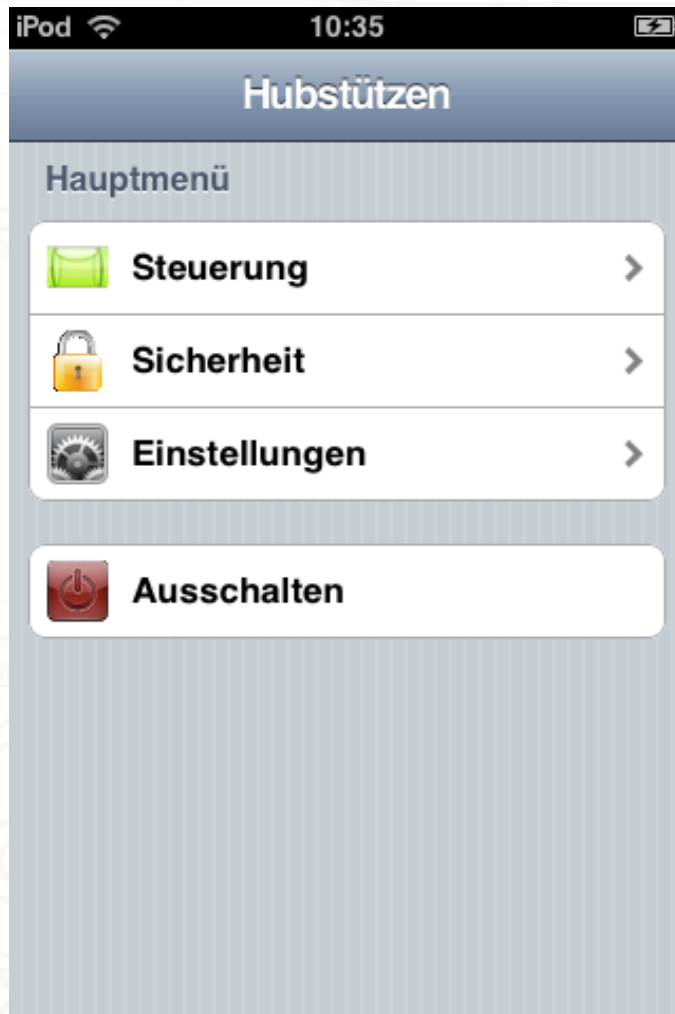 iPod 10:35
Hubstützen
Hauptmenü
Steuerung
Sicherheit
Einstellungen
Ausschalten